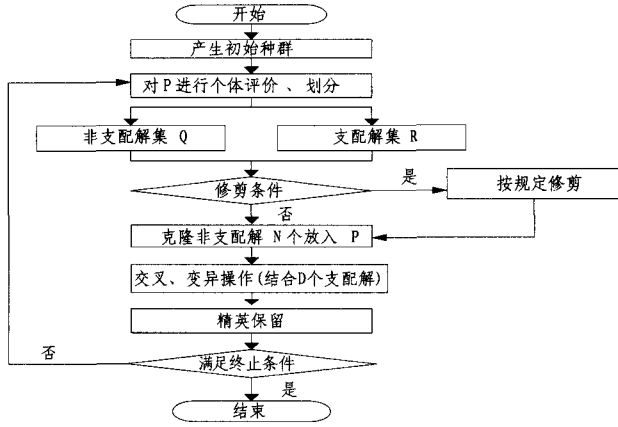 开始
产生初始种群
对P进行个体评价、划分
非支配解集 Q
支配解集 R
修剪条件
是
按规定修剪
否
克隆非支配解 N个放入 P
交叉、变异操作(结合D个支配解)
精英保留
否
满足终止条件
是
结束